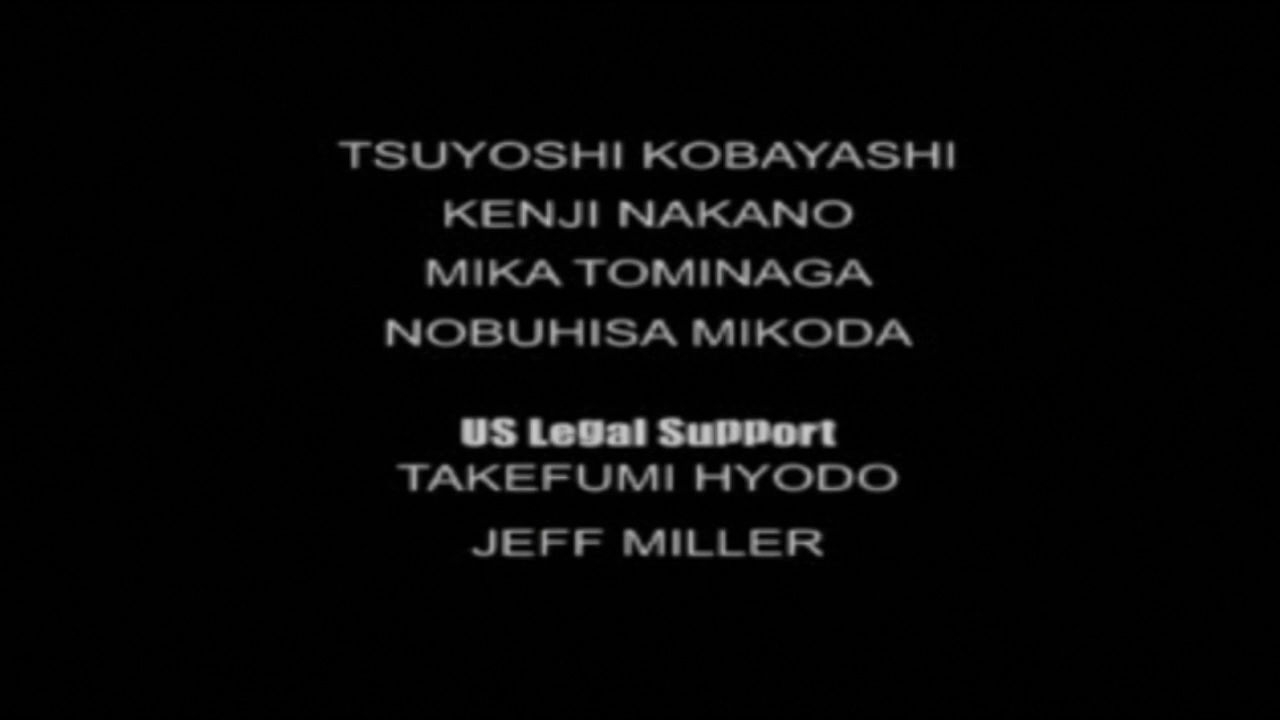 TSUYOSHI KOBAYASHI
KENJI NAKANO
MIKA TOMINAGA
NOBUHISA MIKODA
US Legal Support
TAKEFUMI HYODO
JEFF MILLER